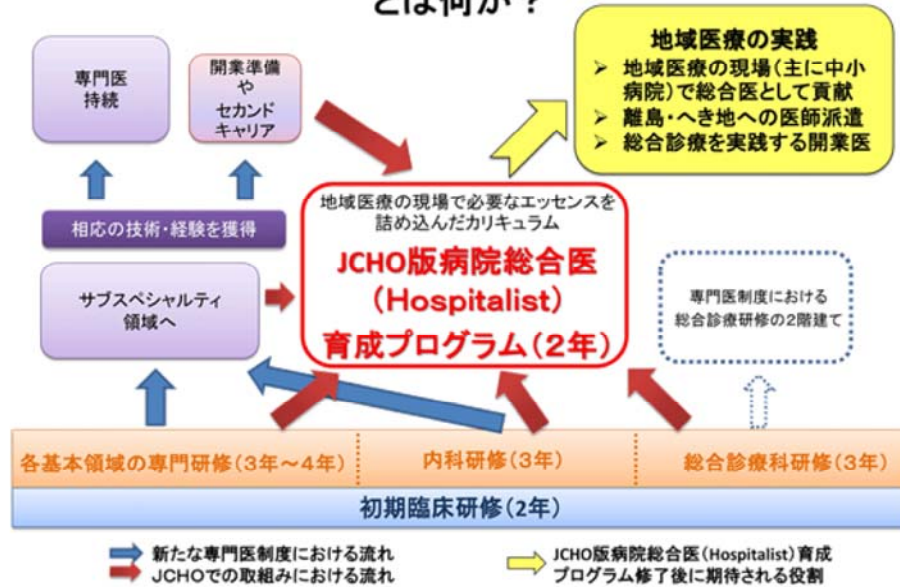 とは何か？
専門医
持続
開業準備
や
セカンド
キャリア
地域医療の実践
➢ 地域医療の現場(主に中小
病院)で総合医として貢献
➢ 離島・へき地への医師派遣
➢ 総合診療を実践する開業医
相応の技術・経験を獲得
地域医療の現場で必要なエッセンスを
詰め込んだカリキュラム
JCHO版病院総合医
(Hospitalist)
育成プログラム(2年)
サブスペシャルティ
領域へ
専門医制度における
総合診療研修の2階建て
各基本領域の専門研修(3年～4年)
内科研修(3年)
総合診療科研修(3年)
初期臨床研修(2年)
新たな専門医制度における流れ
JCHOでの取組みにおける流れ
JCHO版病院総合医(Hospitalist)育成
プログラム修了後に期待される役割